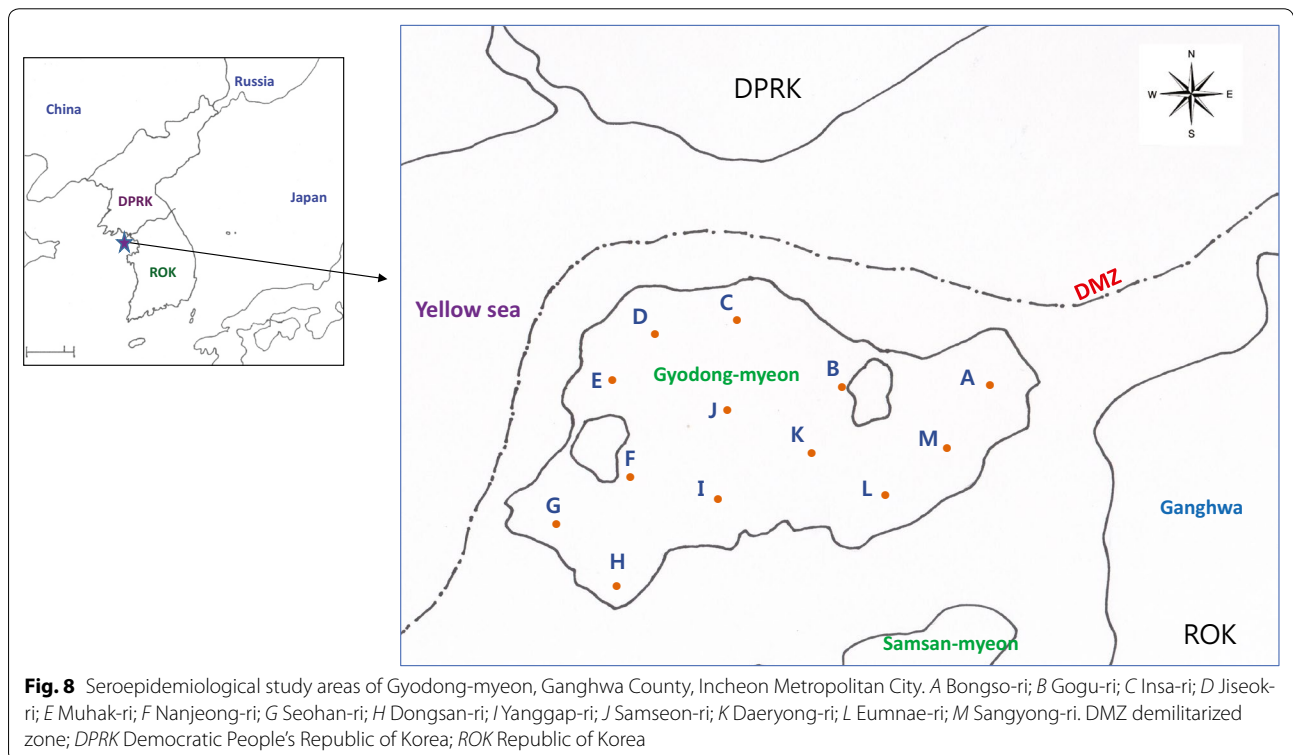 Russia
China
DPRK
Japan
ROK
DPRK
N
W
E
S
DMZ
Yellow sea
C
D
B
A
E
Gyodong-myeon
J
K
M
F
I
L
G
Ganghwa
H
ROK
Samsan-myeon
Fig. 8 Seroepidemiological study areas of Gyodong-myeon, Ganghwa County, Incheon Metropolitan City. A Bongso-ri; B Gogu-ri; C Insa-ri; D Jiseok-
ri; E Muhak-ri; F Nanjeong-ri; G Seohan-ri; H Dongsan-ri; I Yanggap-ri; J Samseon-ri; K Daeryong-ri; L Eumnae-ri; M Sangyong-ri. DMZ demilitarized
zone; DPRK Democratic People's Republic of Korea; ROK Republic of Korea